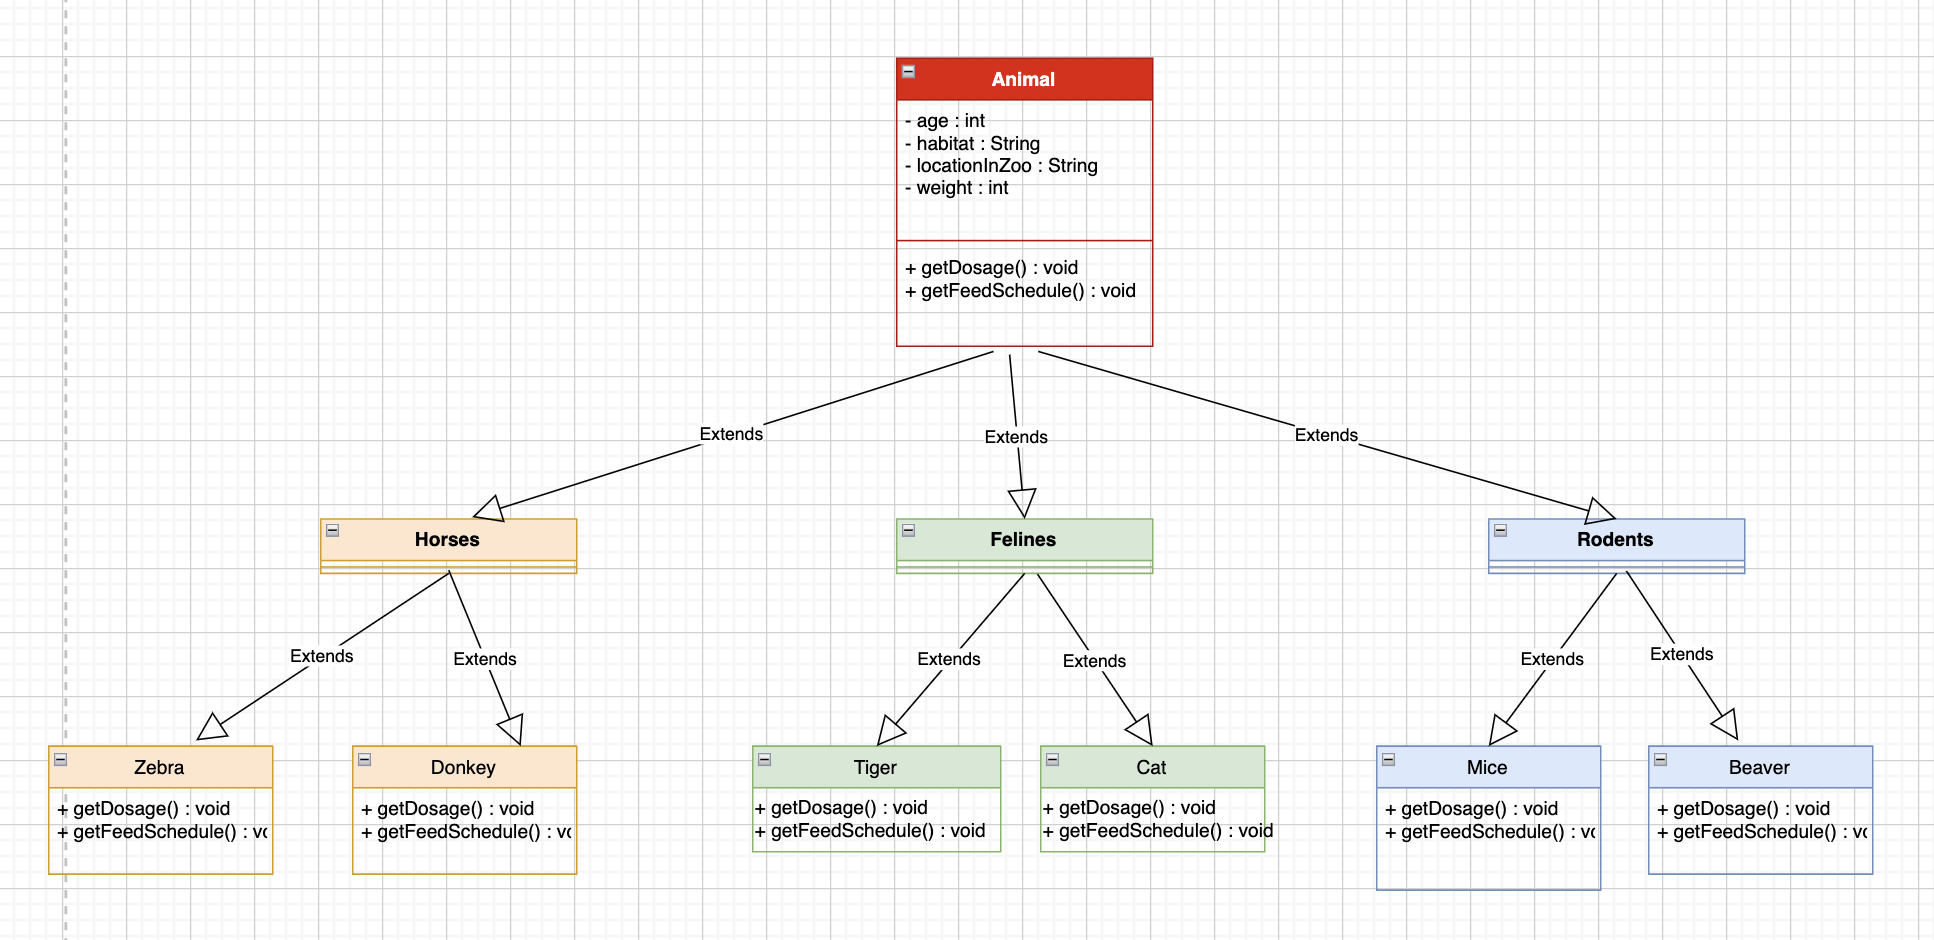 Animal
- age : int
- habitat : String
- locationInZoo : String
- weight : int
+ getDosage() : void
+ getFeedSchedule() : void
Extends
Extends
Extends
Horses
Felines
Rodents
Extends
Extends
Extends
Extends
Extends
Extends
Zebra
+ getDosage() : void
+ getFeedSchedule() : vo
Donkey
+ getDosage() : void
+ getFeedSchedule() : vo
Tiger
+ getDosage() : void
+ getFeedSchedule() : void
Cat
+ getDosage() : void
+ getFeedSchedule() : void
Mice
+ getDosage() : void
+ getFeedSchedule() : vo
Beaver
+ getDosage() : void
+ getFeedSchedule() : vo